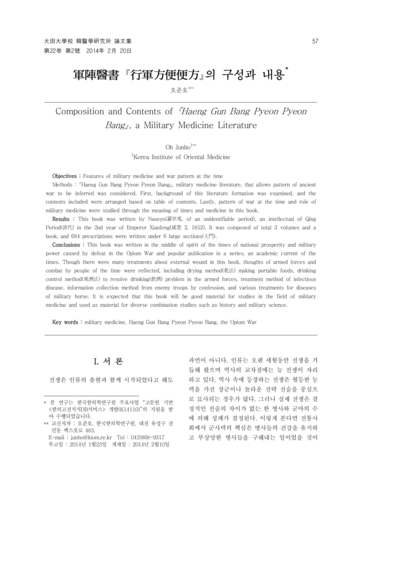 大田大學校 韓醫學硏究所 論文集 57
第22卷 第2號 2014年 2月 20日
軍陣醫書『行軍方便便方』의 구성과 내용*
오준호1**
Composition and Contents of 『Haeng Gun Bang Pyeon Pyeon
Bang』, a Military Medicine Literature
Oh Junho1**
1Korea Institute of Oriental Medicine
Objectives : Features of military medicine and war pattern at the time
Methods : 『Haeng Gun Bang Pyeon Pyeon Bang』, military medicine literature, that allows pattern of ancient
war to be inferred was considered. First, background of this literature formation was examined, and the
contents included were arranged based on table of contents. Lastly, pattern of war at the time and role of
military medicine were studied through the meaning of times and medicine in this book.
Results : This book was written by Naseyo(羅世瑤, of an unidentifiable period), an intellectual of Qing
Period(清代) in the 2nd year of Emperor Xianfeng(咸豊 2, 1852). It was composed of total 3 volumes and a
book, and 684 prescriptions were written under 6 large sections(大門).
Conclusions : This book was written in the middle of spirit of the times of national prosperity and military
power caused by defeat in the Opium War and popular publication in a series, an academic current of the
times. Though there were many treatments about external wound in this book, thoughts of armed forces and
combat by people of the time were reflected, including drying method(乾法) making portable foods, drinking
control method(戒酒法) to resolve drinking(飮酒) problem in the armed forces, treatment method of infectious
disease, information collection method from enemy troops by confession, and various treatments for diseases
of military horse. It is expected that this book will be good material for studies in the field of military
medicine and used as material for diverse combination studies such as history and military science.
Key words : military medicine, Haeng Gun Bang Pyeon Pyeon Bang, the Opium War
I. 서 론
전쟁은 인류의 출현과 함께 시작되었다고 해도
* 본 연구는 한국한의학연구원 주요사업 "고문헌 기반
<한의고전지식DB서비스> 개발(K14110)"의 지원을 받
아 수행되었습니다.
** 교신저자 : 오준호, 한국한의학연구원, 대전 유성구 전
민동 엑스포로 483.
E-mail : junho@kiom.re.kr Tel : 042)868-9317
투고일 : 2014년 1월23일 게재일 : 2014년 2월10일
과언이 아니다. 인류는 오랜 세월동안 전쟁을 거
듭해 왔으며 역사의 교차점에는 늘 전쟁이 자리
하고 있다. 역사 속에 등장하는 전쟁은 월등한 능
력을 가진 장군이나 놀라운 전략 전술을 중심으
로 묘사되는 경우가 많다. 그러나 실제 전쟁은 결
정적인 전술의 차이가 없는 한 병사와 군마의 수
에 의해 성패가 결정된다. 이렇게 본다면 전통사
회에서 군사력의 핵심은 병사들의 건강을 유지하
고 부상당한 병사들을 구해내는 일이었을 것이